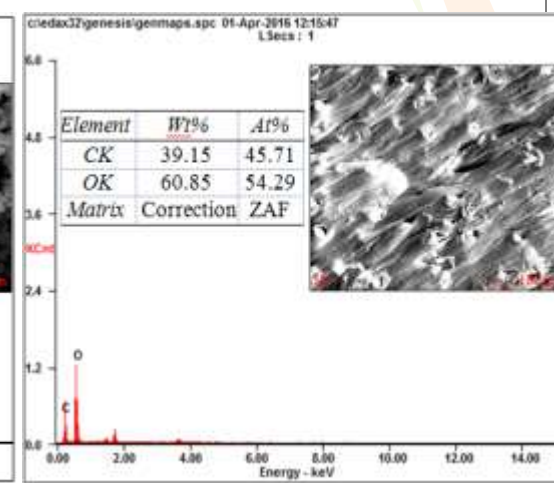 c:\edax32\genesis\genmaps.spc 01-Apr-2016 12:15:47
LSecs : 1
6.0
4.8
3.6
KCnt
2.4
1.2
0.0
Element Wt% At%
CK 39.15 45.71
OK 60.85 54.29
Matrix Correction ZAF
C
O
0.00 2.00 4.00 6.00 8.00 10.00 12.00 14.00
Energy - keV